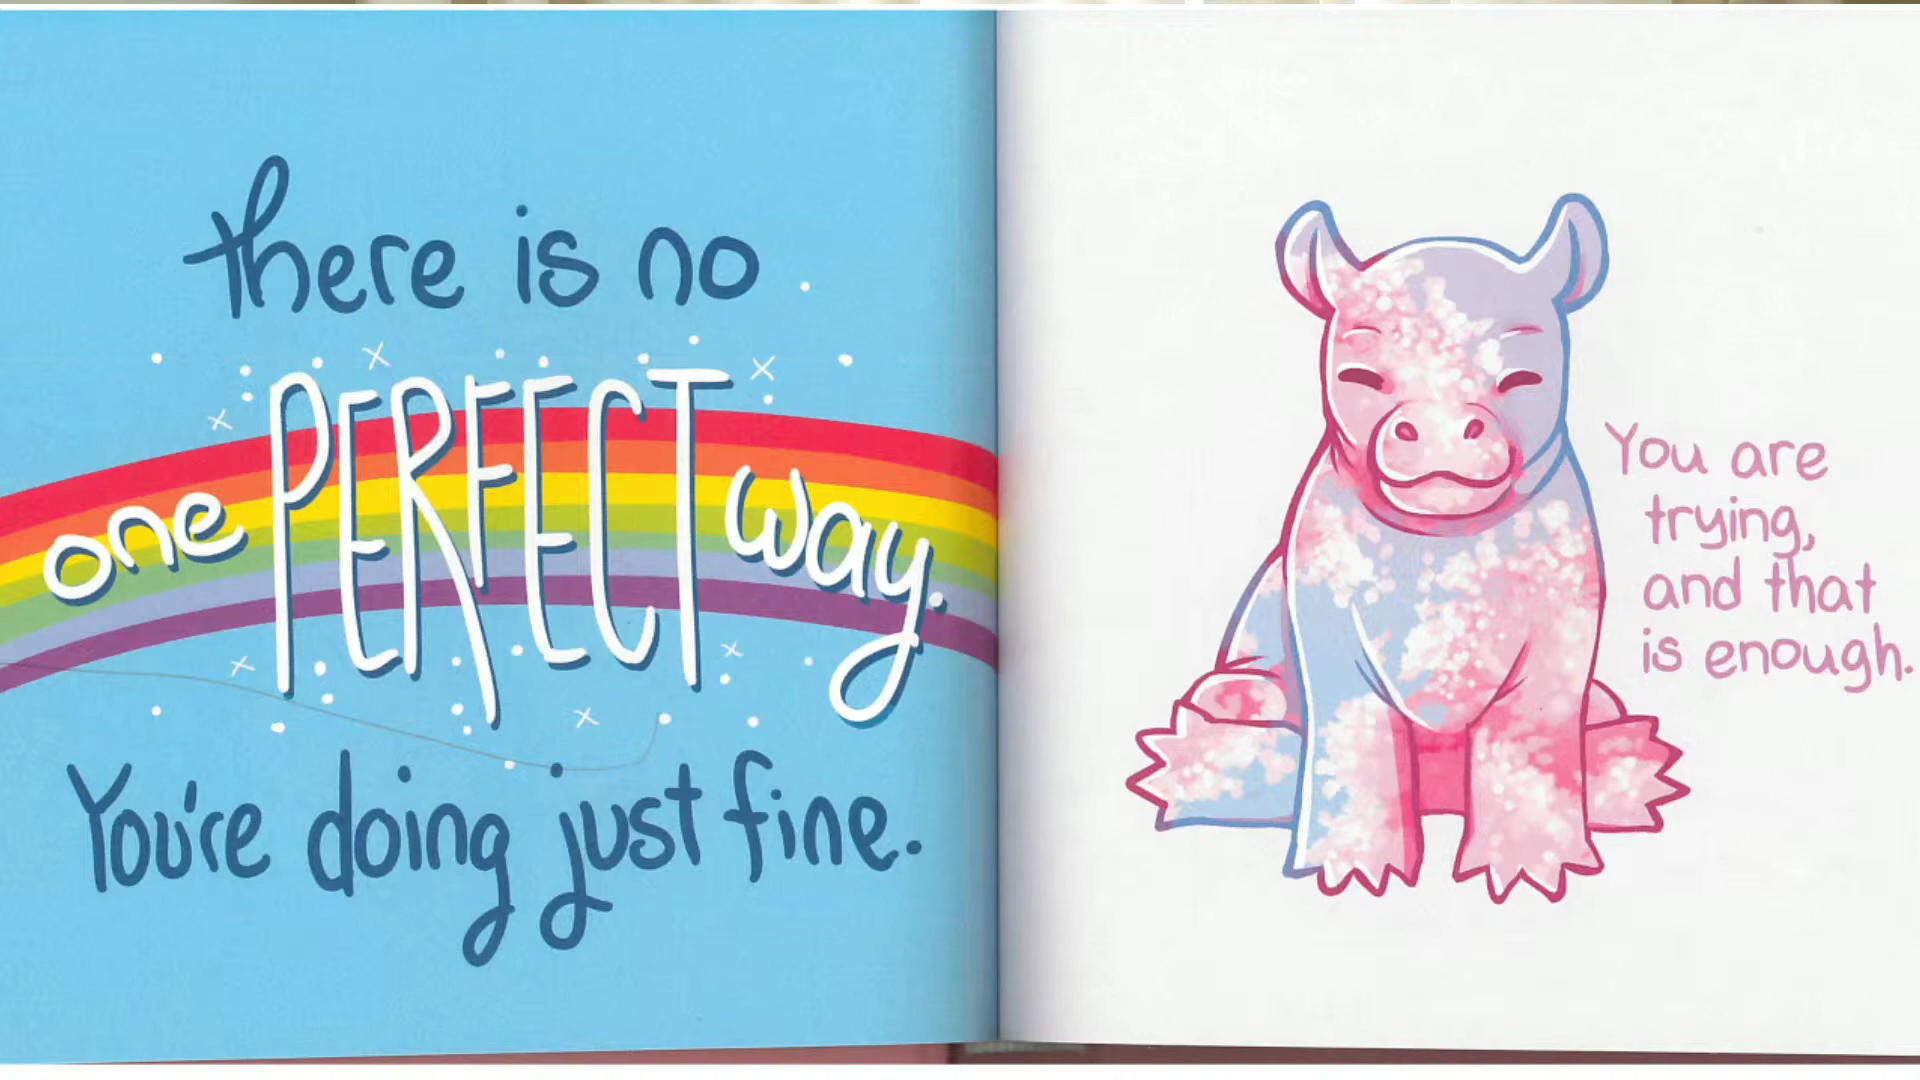 there is no
one PERFECT way.
You're doing just fine.
You are
trying,
and that
is enough.